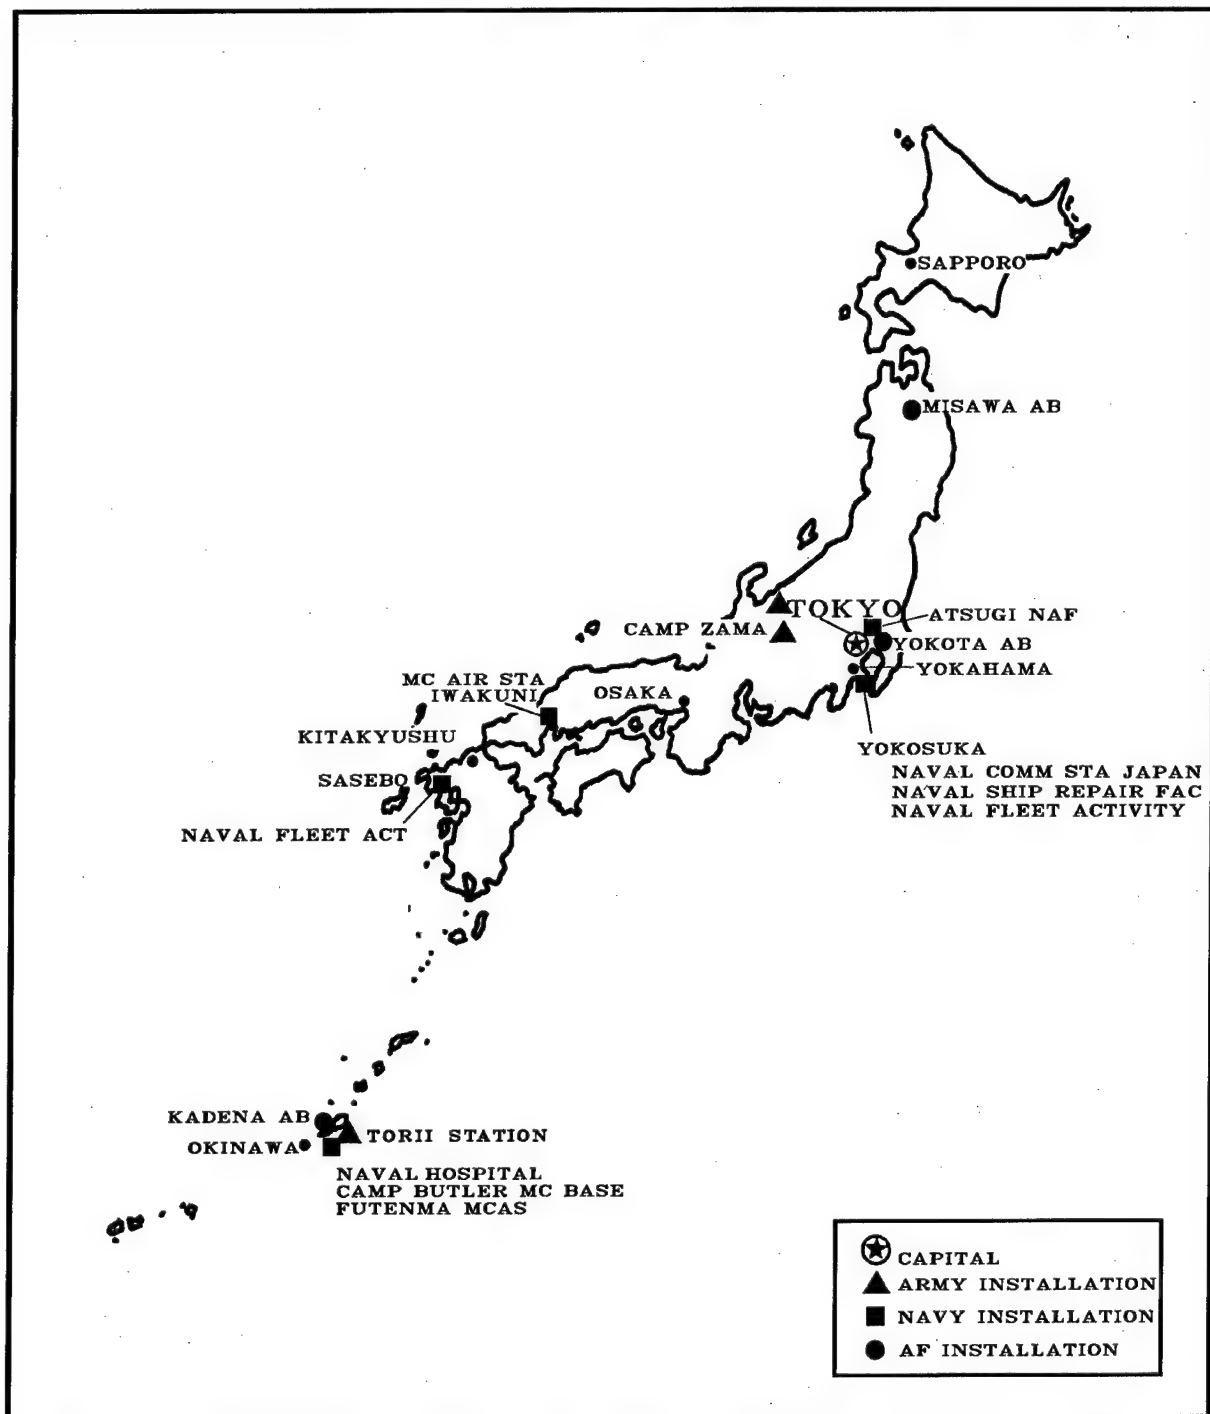 SAPPORO
MISAWA AB
TOKYO
ATSUGI NAF
CAMP ZAMA
YOKOTA AB
YOKAHAMA
MC AIR STA
IWAKUNI
OSAKA
KITAKYUSHU
YOKOSUKA
NAVAL COMM STA JAPAN
NAVAL SHIP REPAIR FAC
NAVAL FLEET ACTIVITY
SASEBO
NAVAL FLEET ACT
KADENA AB
TORII STATION
OKINAWA
NAVAL HOSPITAL
CAMP BUTLER MC BASE
FUTENMA MCAS
CAPITAL
ARMY INSTALLATION
NAVY INSTALLATION
AF INSTALLATION